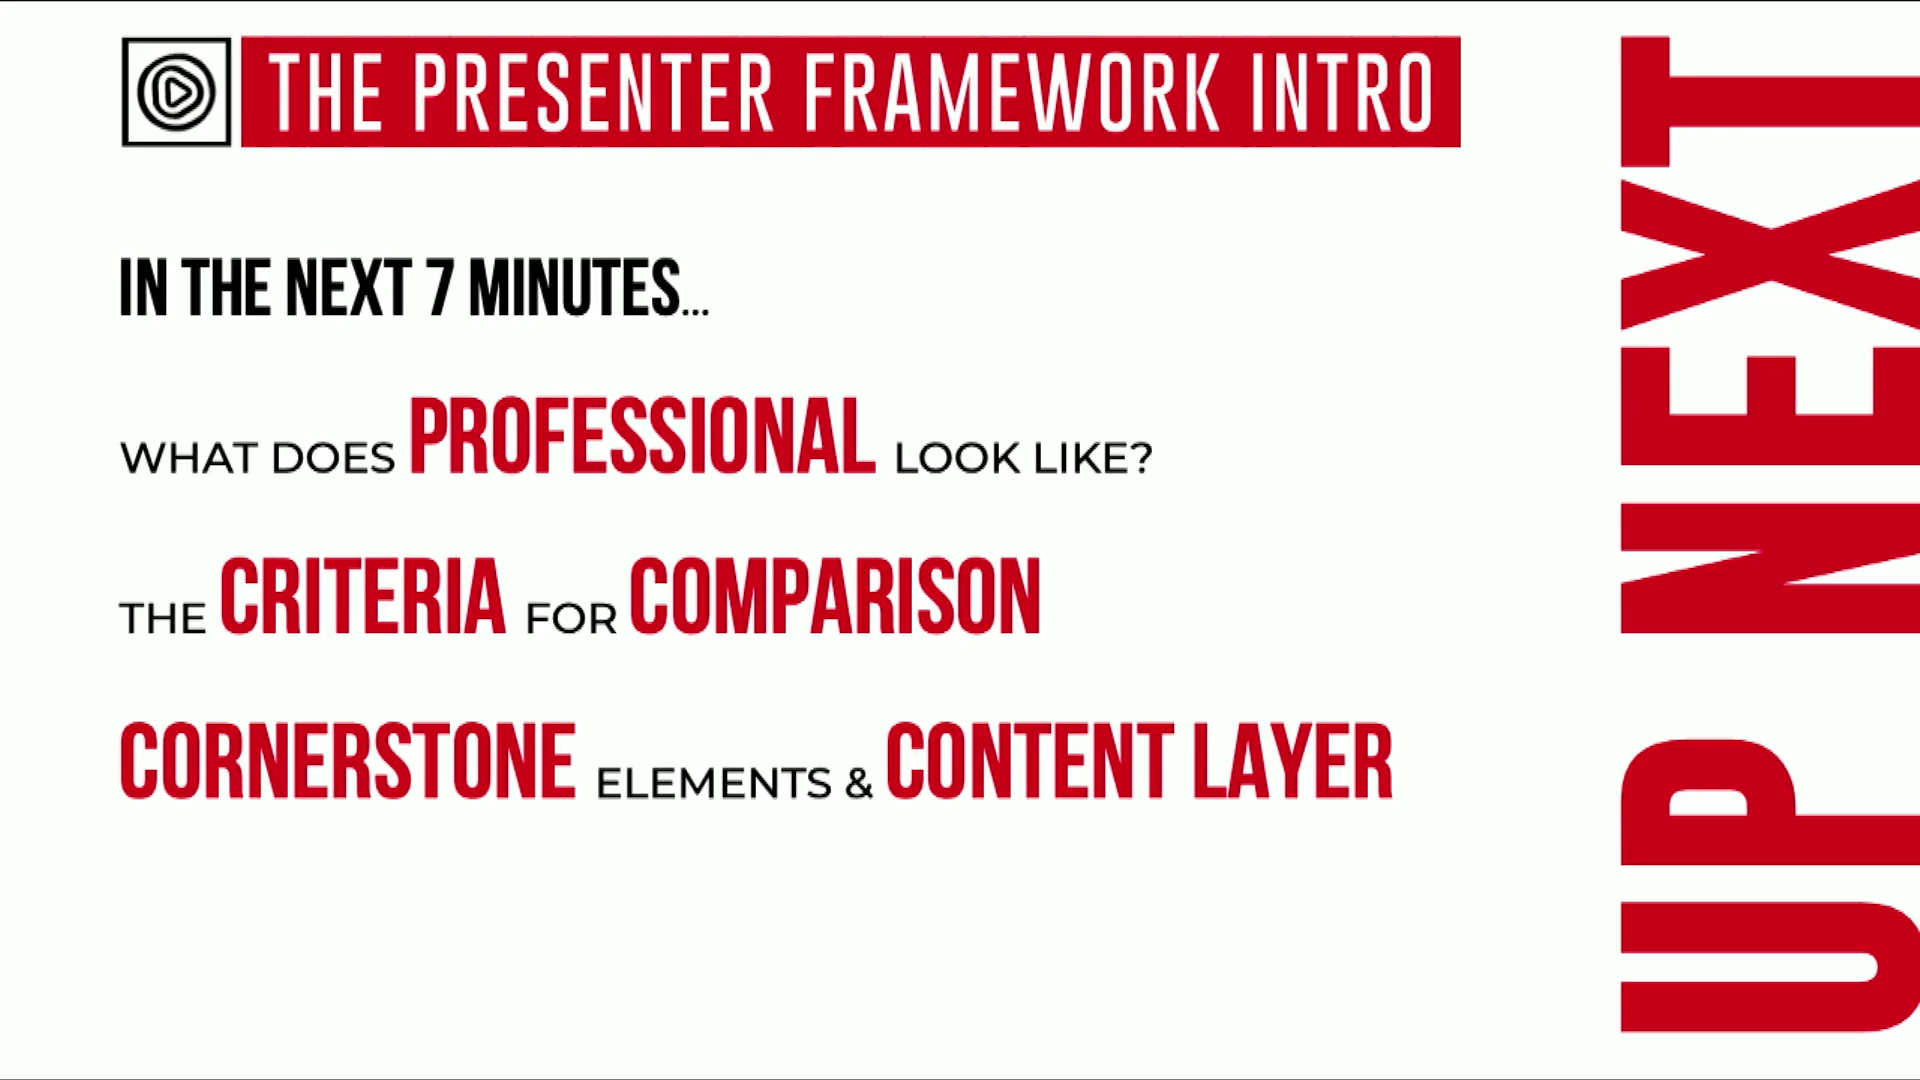 THE PRESENTER FRAMEWORK INTRO
IN THE NEXT 7 MINUTES...
WHAT DOES PROFESSIONAL LOOK LIKE?
THE CRITERIA FOR COMPARISON
CORNERSTONE ELEMENTS & CONTENT LAYER
UP NEXT